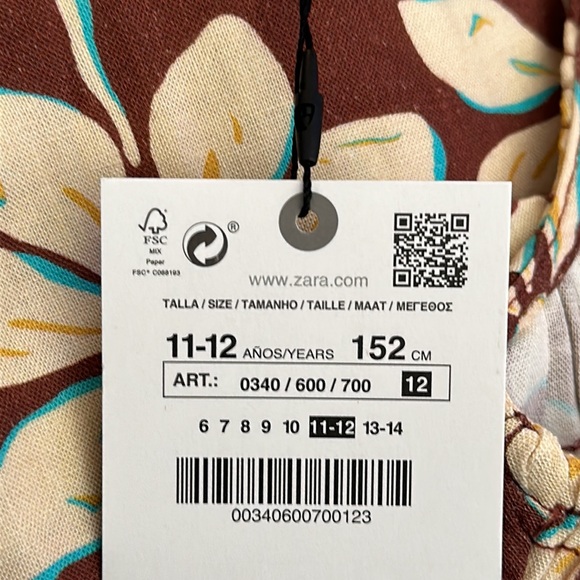 FSC
MIX
Paper
FSC® C068193
®
www.zara.com
TALLA / SIZE / TAMANHO / TAILLE / MAAT / ΜΕΓΕΘΟΣ
11-12 AÑOS/YEARS 152 CM
ART.: 0340 / 600 / 700 12
6 7 8 9 10 11-12 13-14
00340600700123